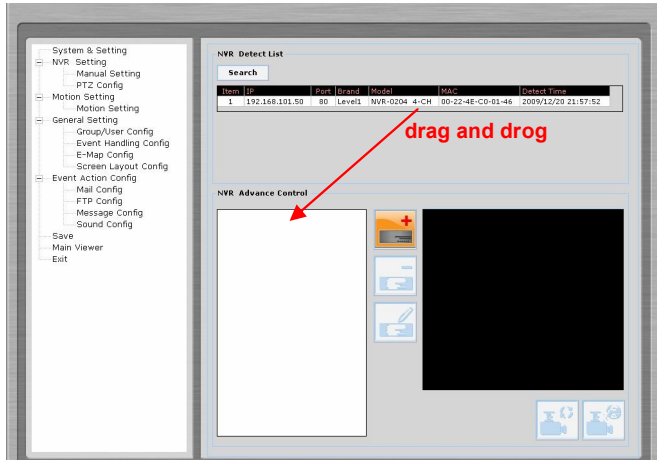 System & Setting
NVR Setting
Manual Setting
PTZ Config
Motion Setting
Motion Setting
General Setting
Group/User Config
Event Handling Config
E-Map Config
Screen Layout Config
Event Action Config
Mail Config
FTP Config
Message Config
Sound Config
Save
Main Viewer
Exit
NVR Detect List
Search
Item IP Port Brand Model MAC Detect Time
1 192.168.101.50 80 Level1 NVR-0204 4-CH 00-22-4E-C0-01-46 2009/12/20 21:57:52
drag and drog
NVR Advance Control